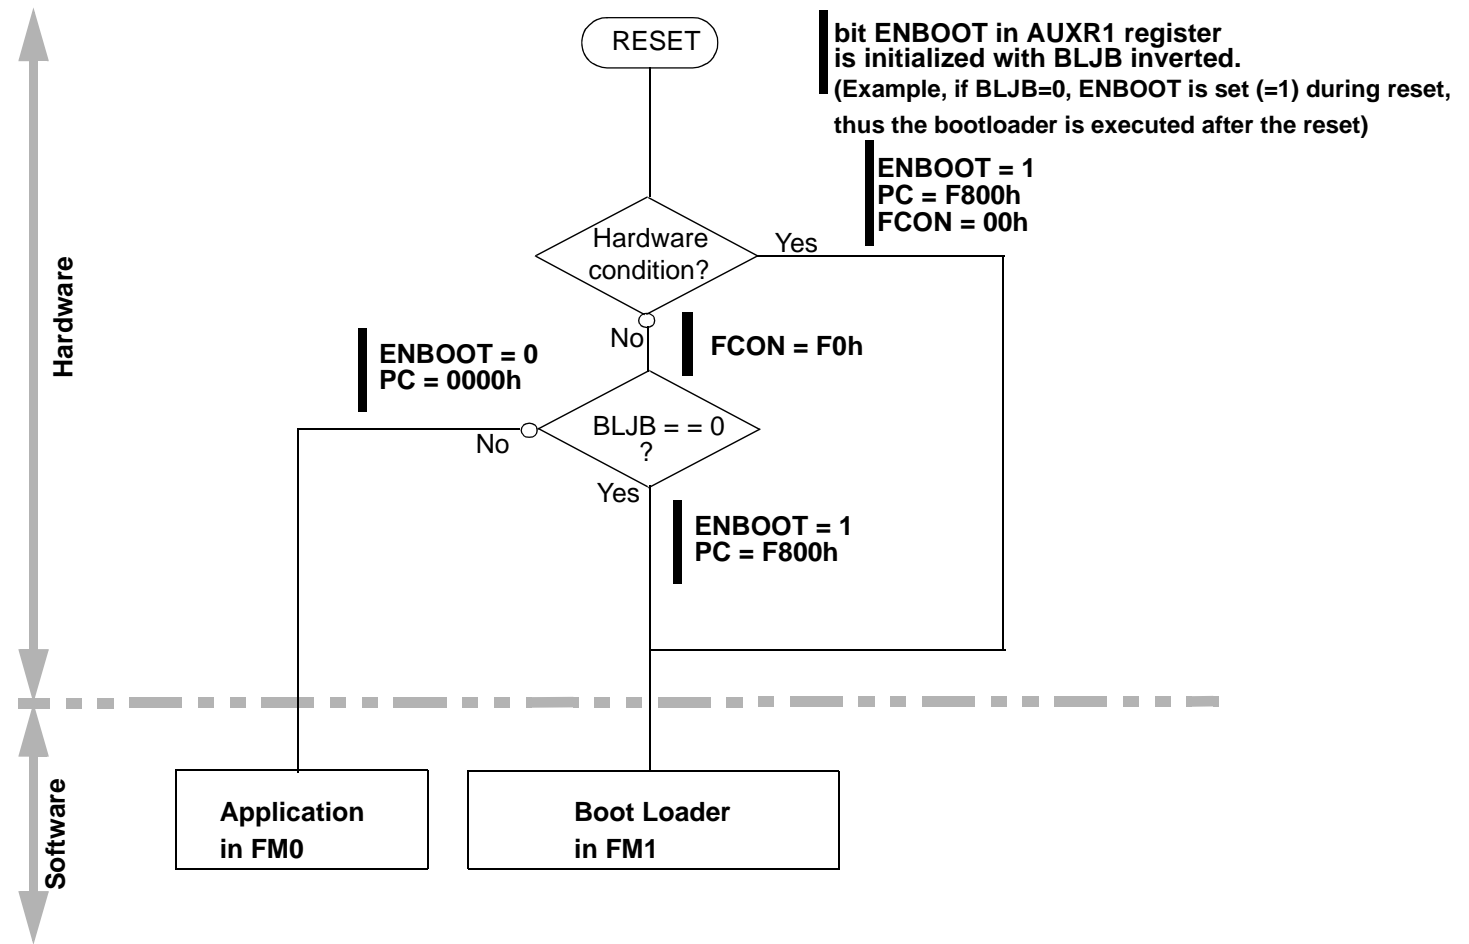 RESET
bit ENBOOT in AUXR1 register
is initialized with BLJB inverted.
(Example, if BLJB=0, ENBOOT is set (=1) during reset,
thus the bootloader is executed after the reset)
ENBOOT = 1
PC = F800h
FCON = 00h
Hardware
condition?
Yes
No
FCON = F0h
Hardware
ENBOOT = 0
PC = 0000h
BLJB = = 0
?
No
Yes
ENBOOT = 1
PC = F800h
Software
Application
in FM0
Boot Loader
in FM1